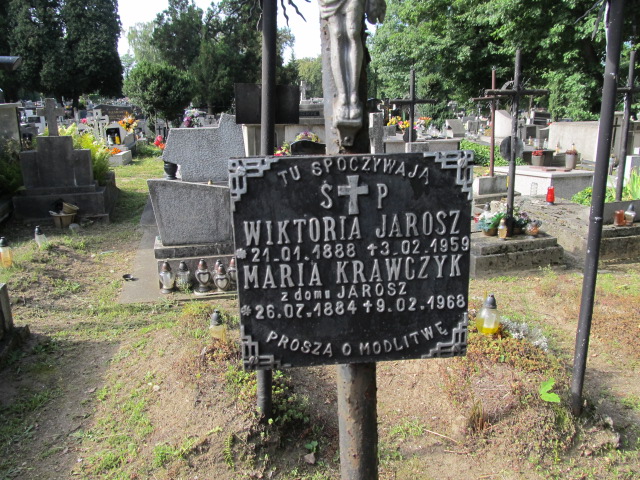 TU SPOCZYWAJĄ
Ś P
WIKTORIA JAROSZ
*21.01.1888 +3.02.1959
MARIA KRAWCZYK
z domu JAROSZ
*26.07.1884 +9.02.1968
PROSZĄ O MODLITWĘ